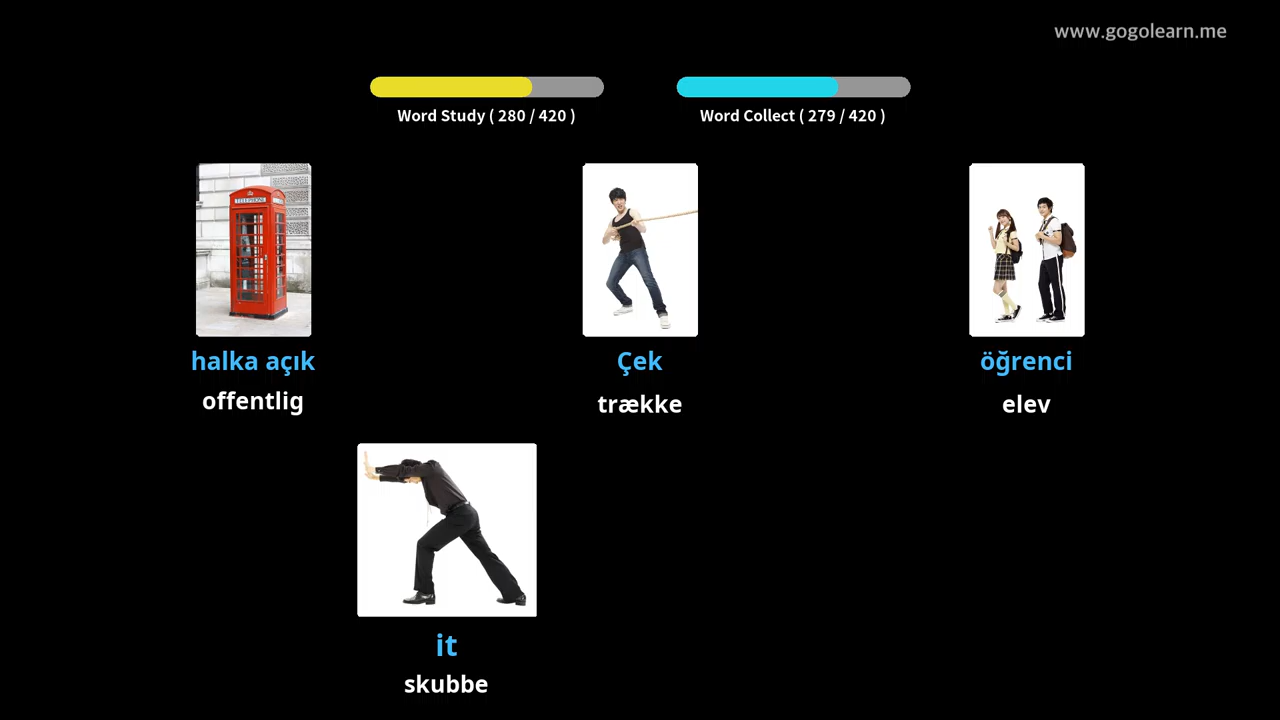 www.gogolearn.me
Word Study ( 280 / 420 )
Word Collect ( 279 / 420 )
TELEPHONE
halka açık
offentlig
Çek
trække
öğrenci
elev
it
skubbe